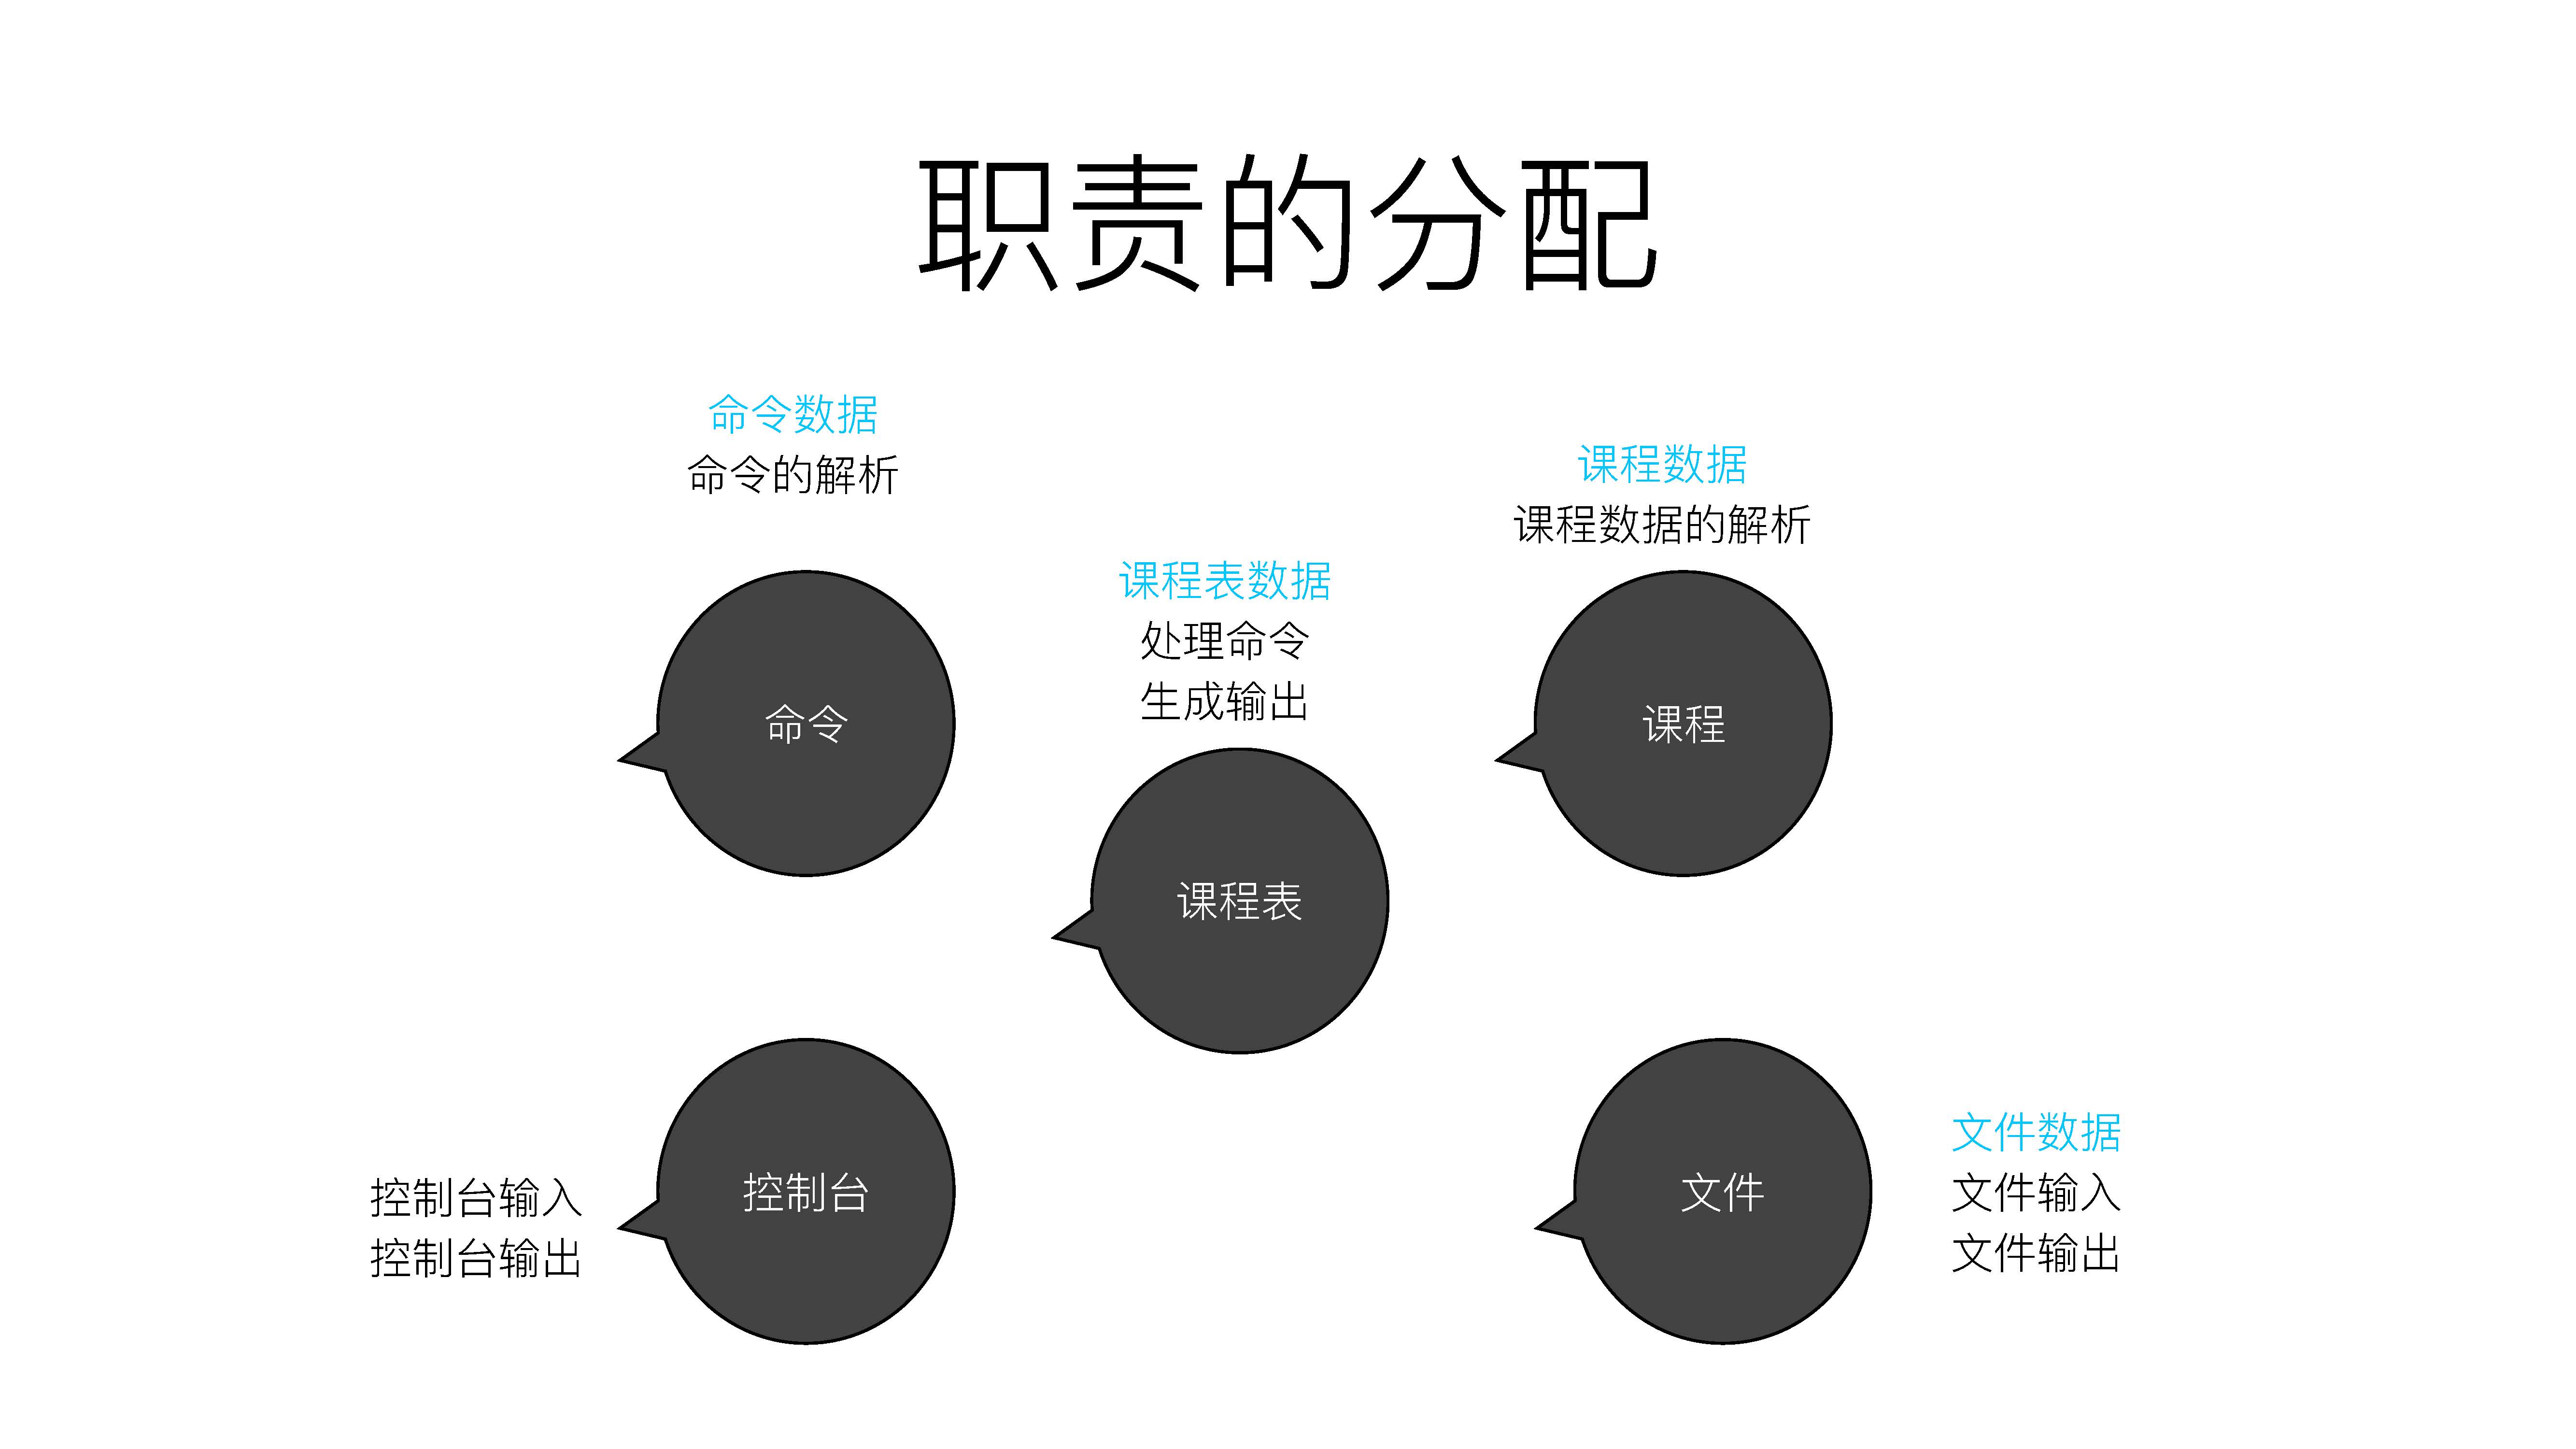 职责的分配
命令数据
命令的解析
课程数据
课程数据的解析
课程表数据
处理命令
生成输出
命令
课程
课程表
控制台输入
控制台输出
控制台
文件
文件数据
文件输入
文件输出